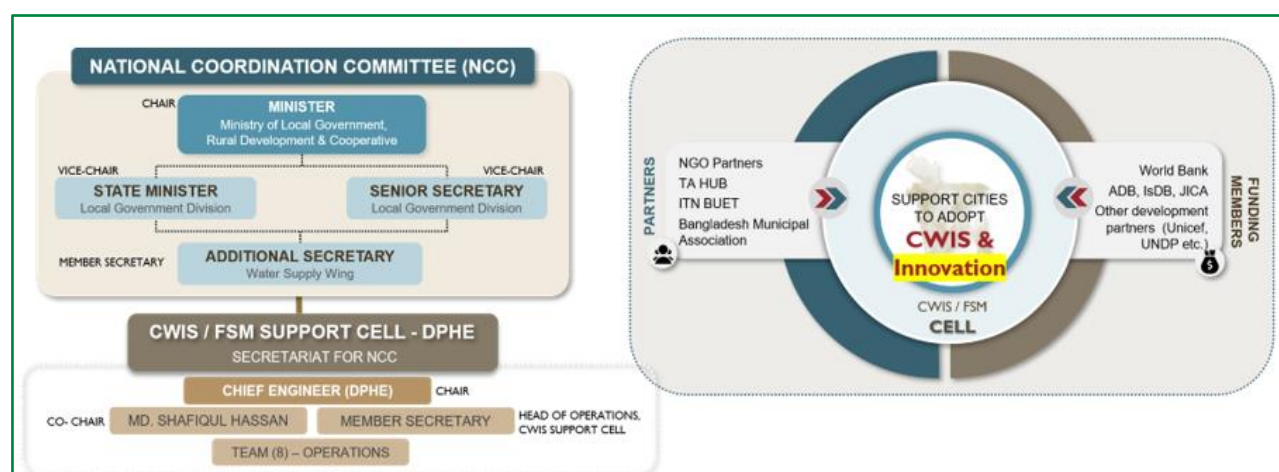 NATIONAL COORDINATION COMMITTEE (NCC)
CHAIR
MINISTER
Ministry of Local Government,
Rural Development & Cooperative
VICE-CHAIR
VICE-CHAIR
STATE MINISTER
Local Government Division
SENIOR SECRETARY
Local Government Division
MEMBER SECRETARY
ADDITIONAL SECRETARY
Water Supply Wing
CWIS / FSM SUPPORT CELL - DPHE
SECRETARIAT FOR NCC
CHIEF ENGINEER (DPHE)
CHAIR
CO- CHAIR
MD. SHAFIQUL HASSAN
MEMBER SECRETARY
HEAD OF OPERATIONS,
CWIS SUPPORT CELL
TEAM (8) – OPERATIONS
PARTNERS
NGO Partners
TA HUB
ITN BUET
Bangladesh Municipal
Association
SUPPORT CITIES
TO ADOPT
CWIS &
Innovation
CWIS / FSM
CELL
World Bank
ADB, IsDB, JICA
Other development
partners (Unicef,
UNDP etc.)
FUNDING
MEMBERS